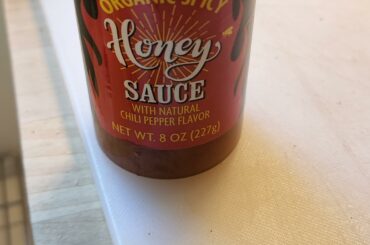 ORGANIC SPICY
Honey
SAUCE
WITH NATURAL
CHILI PEPPER FLAVOR
NET WT. 8 OZ (227g)